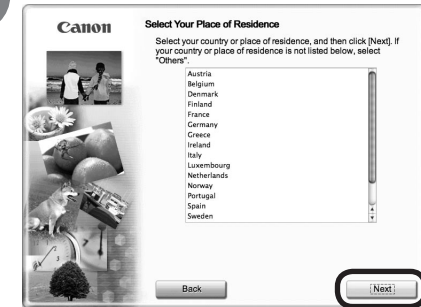 Canon
Select Your Place of Residence
Select your country or place of residence, and then click [Next]. If
your country or place of residence is not listed below, select
"Others".
Austria
Belgium
Denmark
Finland
France
Germany
Greece
Ireland
Italy
Luxembourg
Netherlands
Norway
Portugal
Spain
Sweden
Back
Next